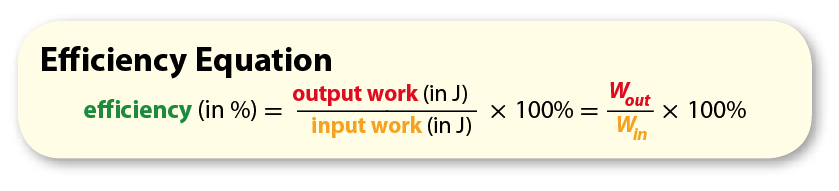 Efficiency Equation
efficiency (in %) = output work (in J) / input work (in J) × 100% = W_out / W_in × 100%